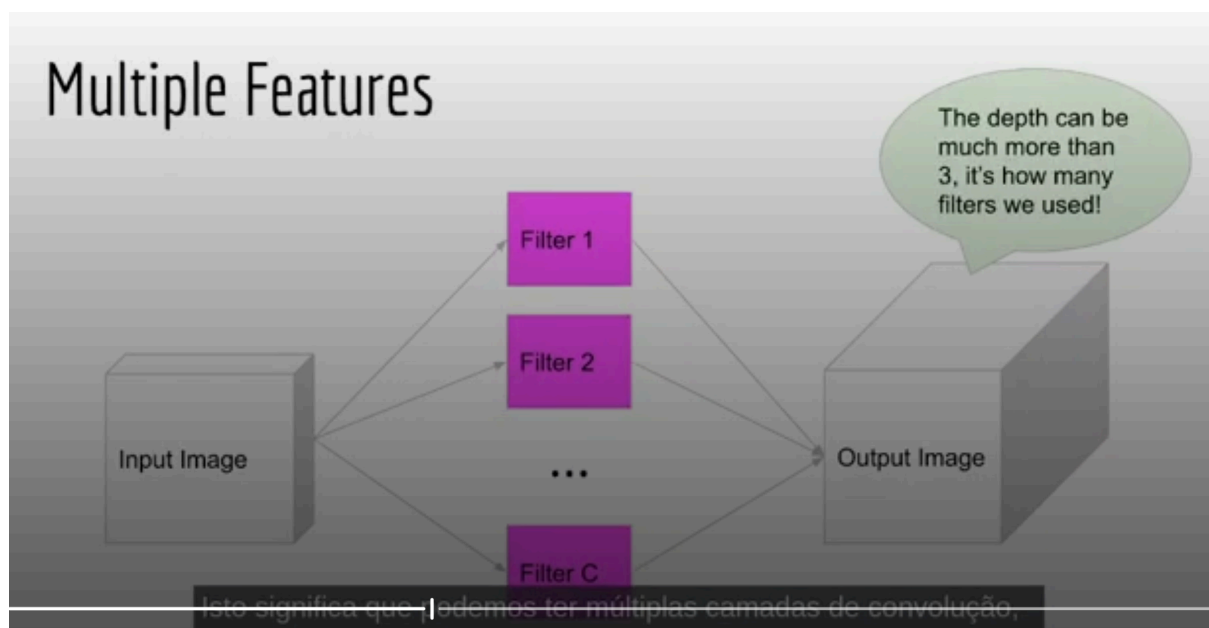 Multiple Features
The depth can be
much more than
3, it's how many
filters we used!
Filter 1
Filter 2
...
Filter C
Input Image
Output Image
Isto significa que podemos ter múltiplas camadas de convolução,